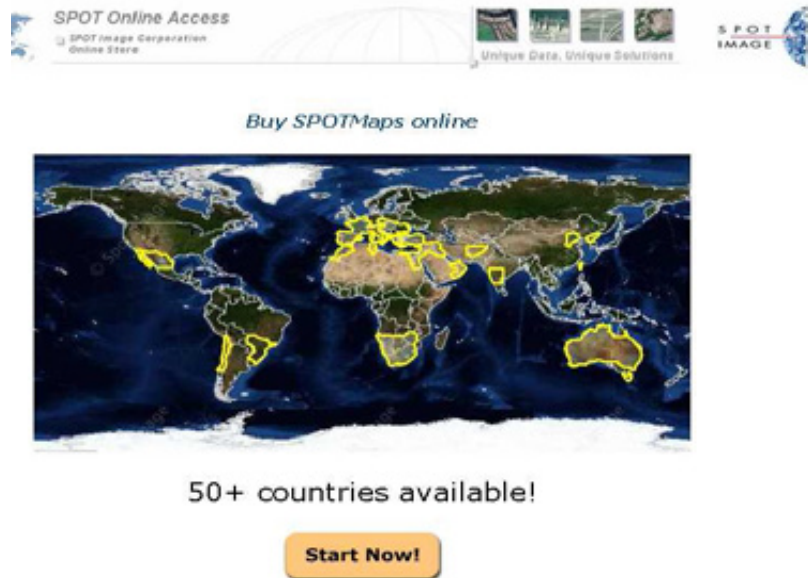 SPOT Online Access
SPOT Image Corporation
Online Store
Unique Data, Unique Solutions
SPOT
IMAGE
Buy SPOTMaps online
50+ countries available!
Start Now!